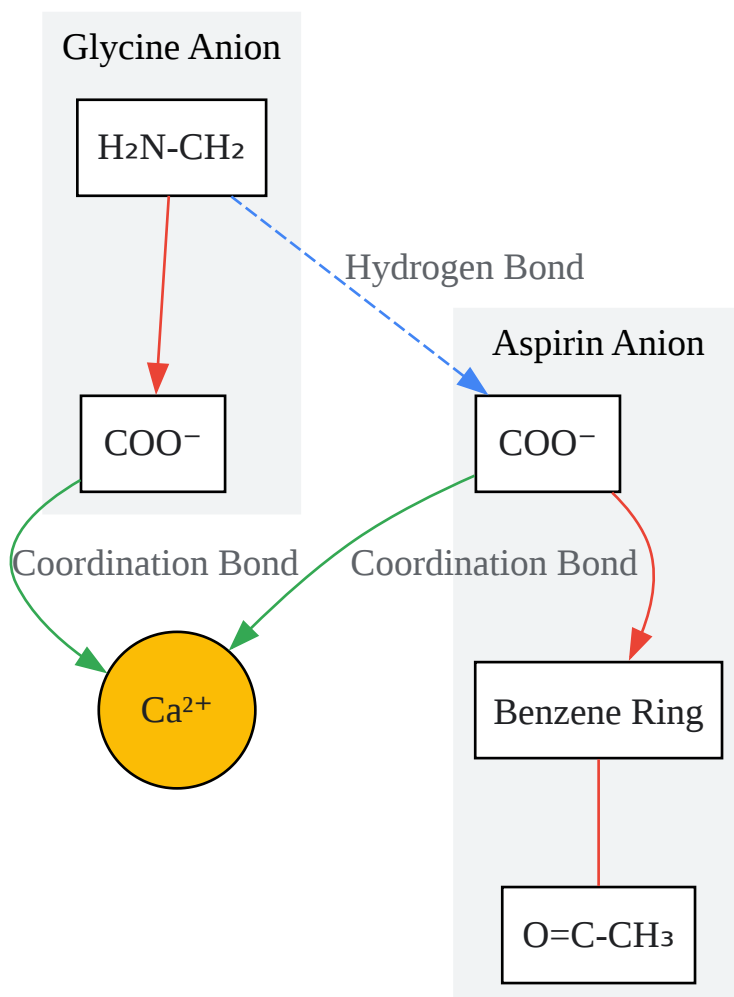 Glycine Anion
H₂N-CH₂
Hydrogen Bond
Aspirin Anion
COO⁻
COO⁻
Coordination Bond
Coordination Bond
Ca²⁺
Benzene Ring
O=C-CH₃